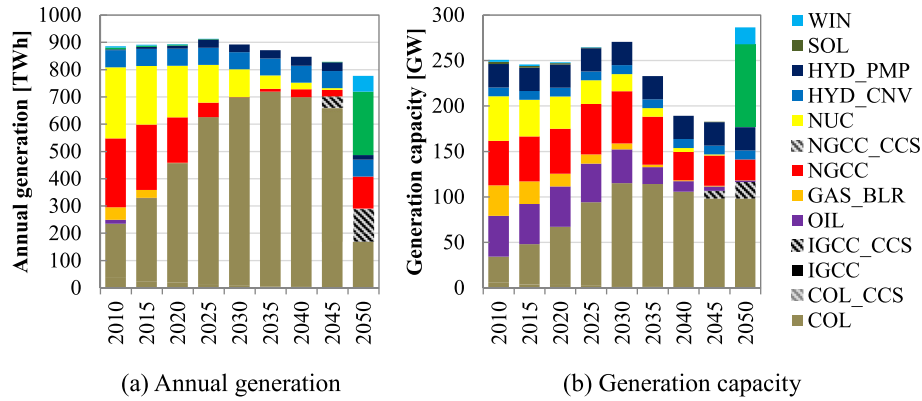 Annual generation [TWh]
1000
900
800
700
600
500
400
300
200
100
0
2010
2015
2020
2025
2030
2035
2040
2045
2050
(a) Annual generation
Generation capacity [GW]
300
250
200
150
100
50
0
2010
2015
2020
2025
2030
2035
2040
2045
2050
(b) Generation capacity
WIN
SOL
HYD_PMP
HYD_CNV
NUC
NGCC_CCS
NGCC
GAS_BLR
OIL
IGCC_CCS
IGCC
COL_CCS
COL